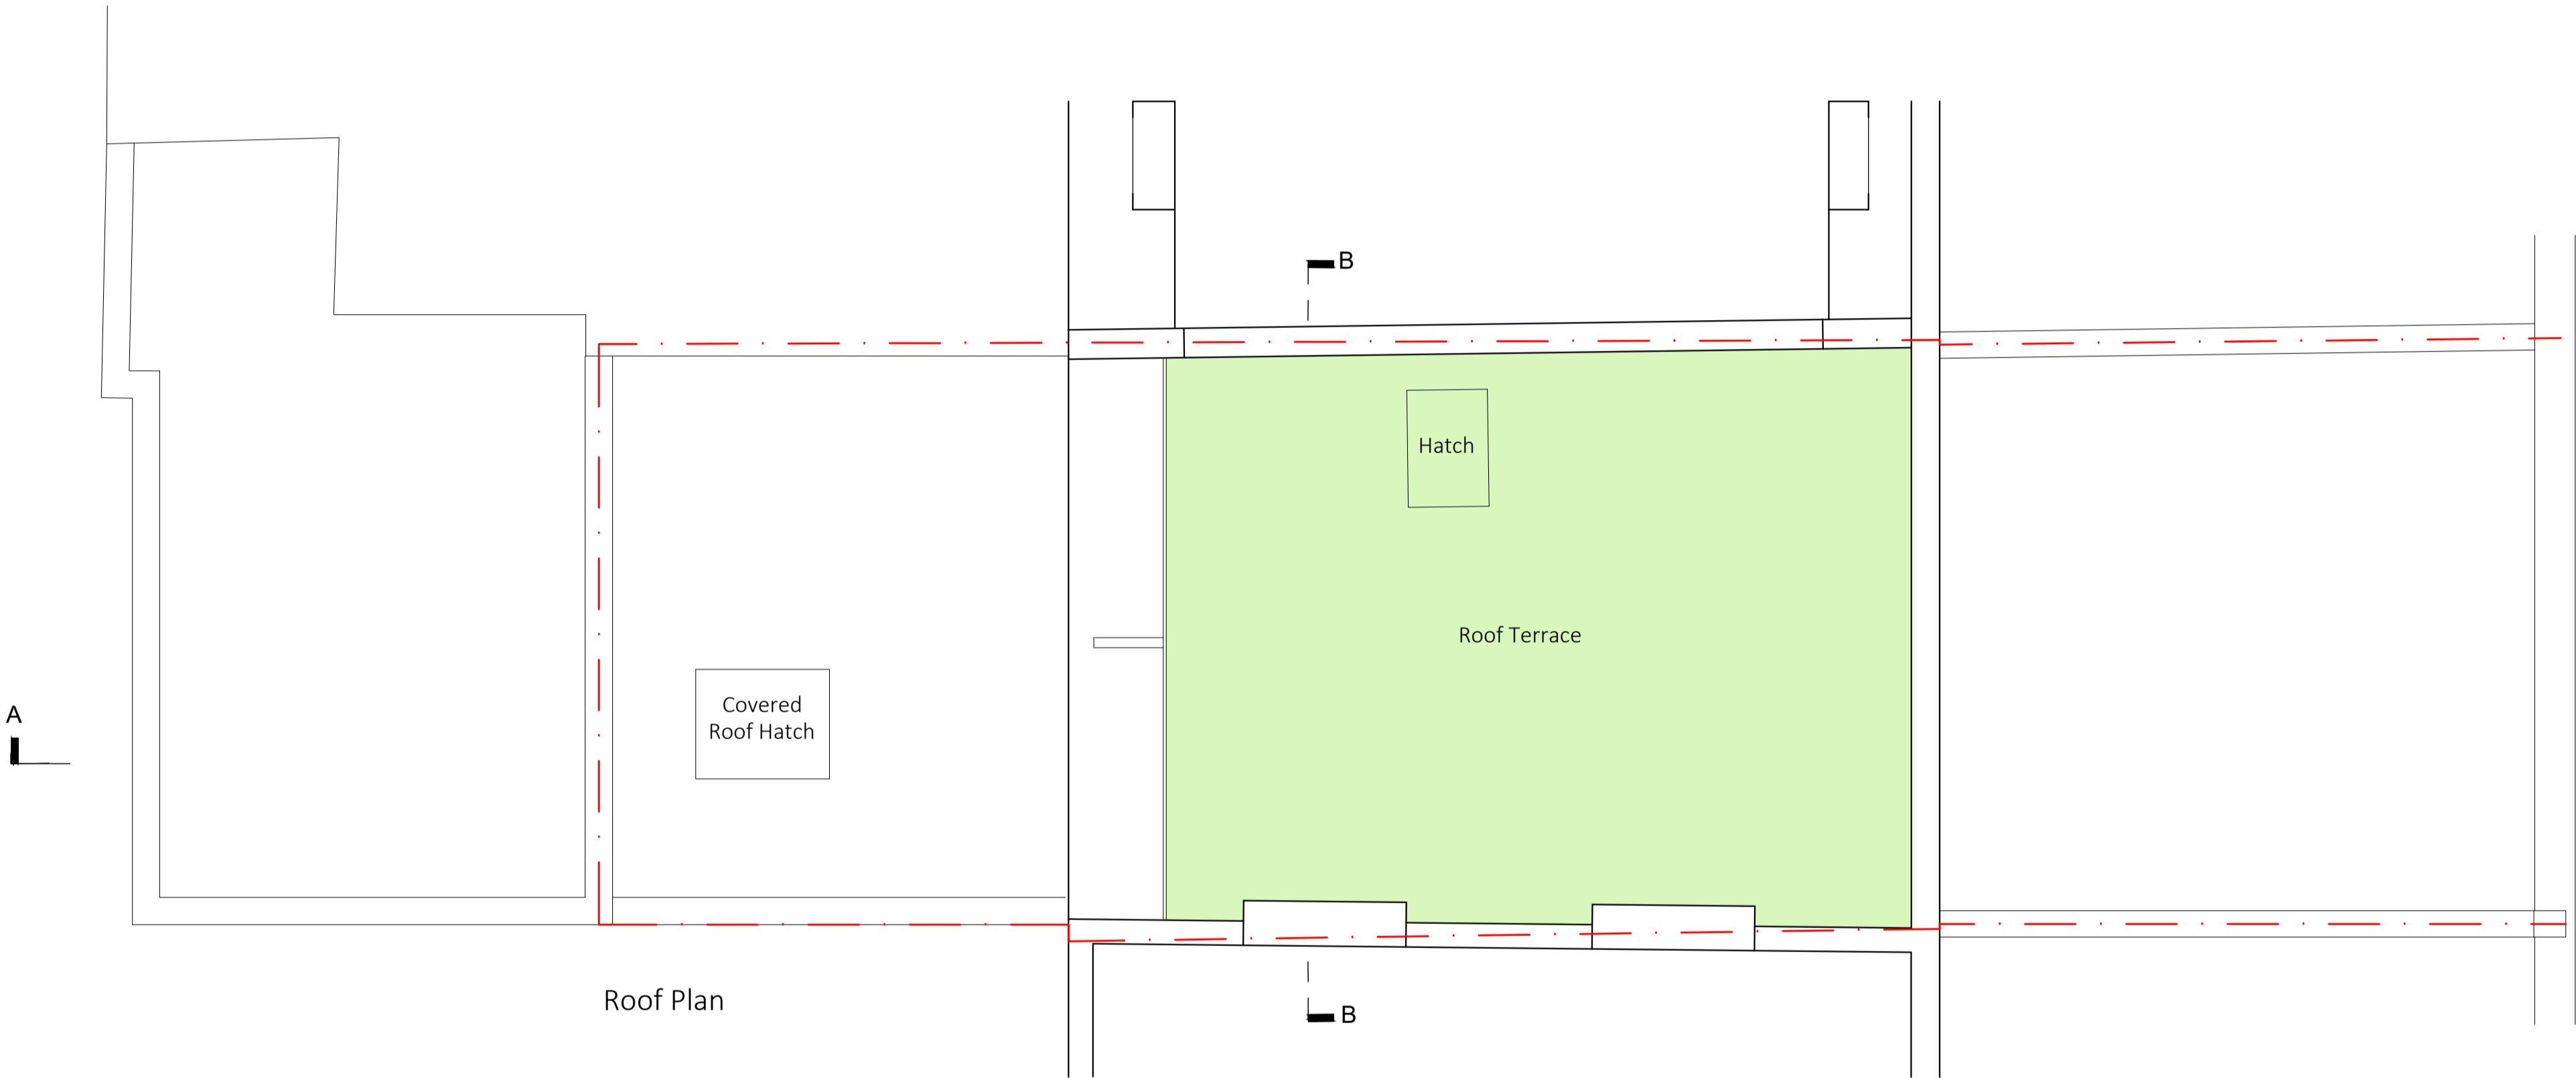 B
Hatch
Roof Terrace
A
Covered
Roof Hatch
Roof Plan
B